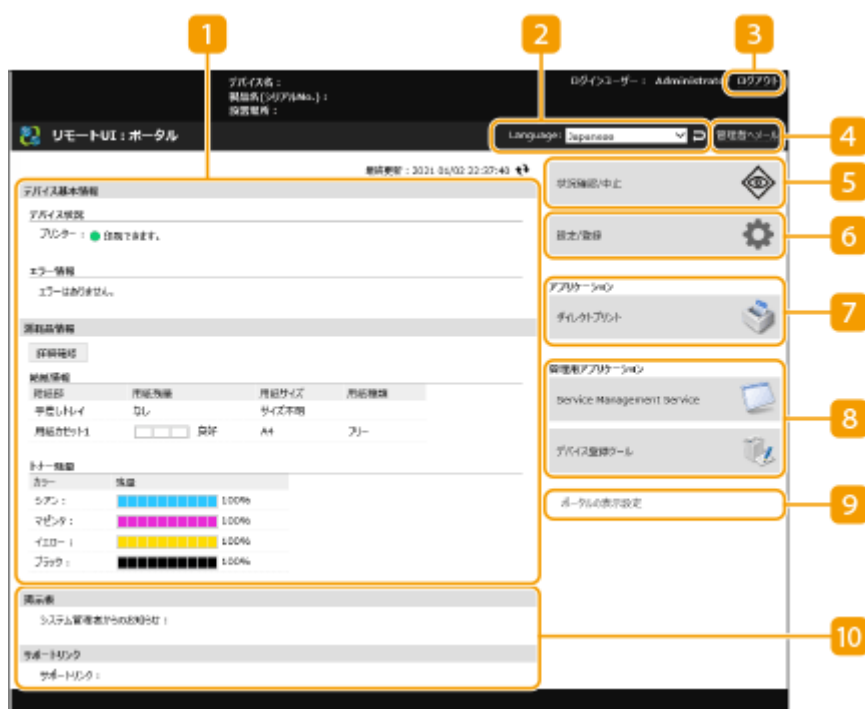 1
2
3
デバイス名：
製品名(シリアルNo.)：
設置場所：
ログインユーザー： Administrator ログアウト
リモートUI：ポータル
Language: Japanese
管理者へメール
4
最終更新：2021 01/02 22:37:40
デバイス基本情報
デバイス状況
プリンター： 印刷できます。
エラー情報
エラーはありません。
消耗品情報
詳細確認
給紙情報
給紙部 用紙残量 用紙サイズ 用紙種類
手差しトレイ なし サイズ不明
用紙カセット1 良好 A4 フリー
トナー残量
カラー 残量
シアン： 100%
マゼンタ： 100%
イエロー： 100%
ブラック： 100%
掲示板
システム管理者からのお知らせ：
サポートリンク
サポートリンク：
状況確認/中止
5
設定/登録
6
アプリケーション
ダイレクトプリント
7
管理用アプリケーション
Service Management Service
8
デバイス登録ツール
ポータルの表示設定
9
10